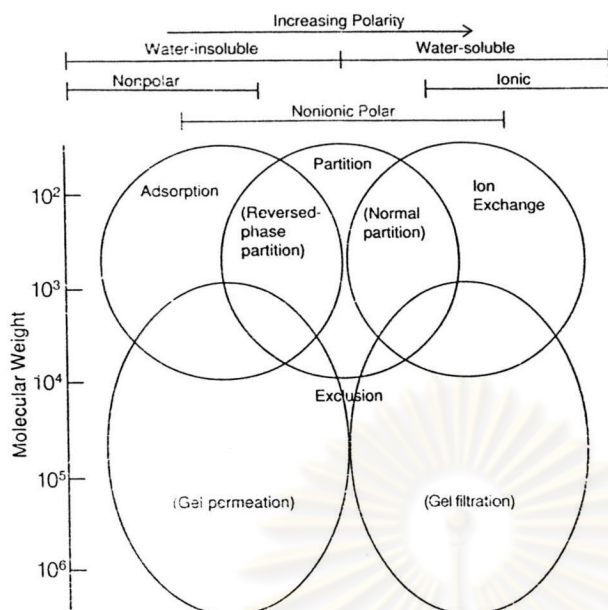 Increasing Polarity
Water-insoluble
Water-soluble
Nonpolar
Ionic
Nonionic Polar
Partition
Adsorption
Ion
Exchange
10²
(Reversed-
phase
partition)
(Normal
partition)
10³
10⁴
Exclusion
Molecular Weight
10⁵
(Gel permeation)
(Gel filtration)
10⁶